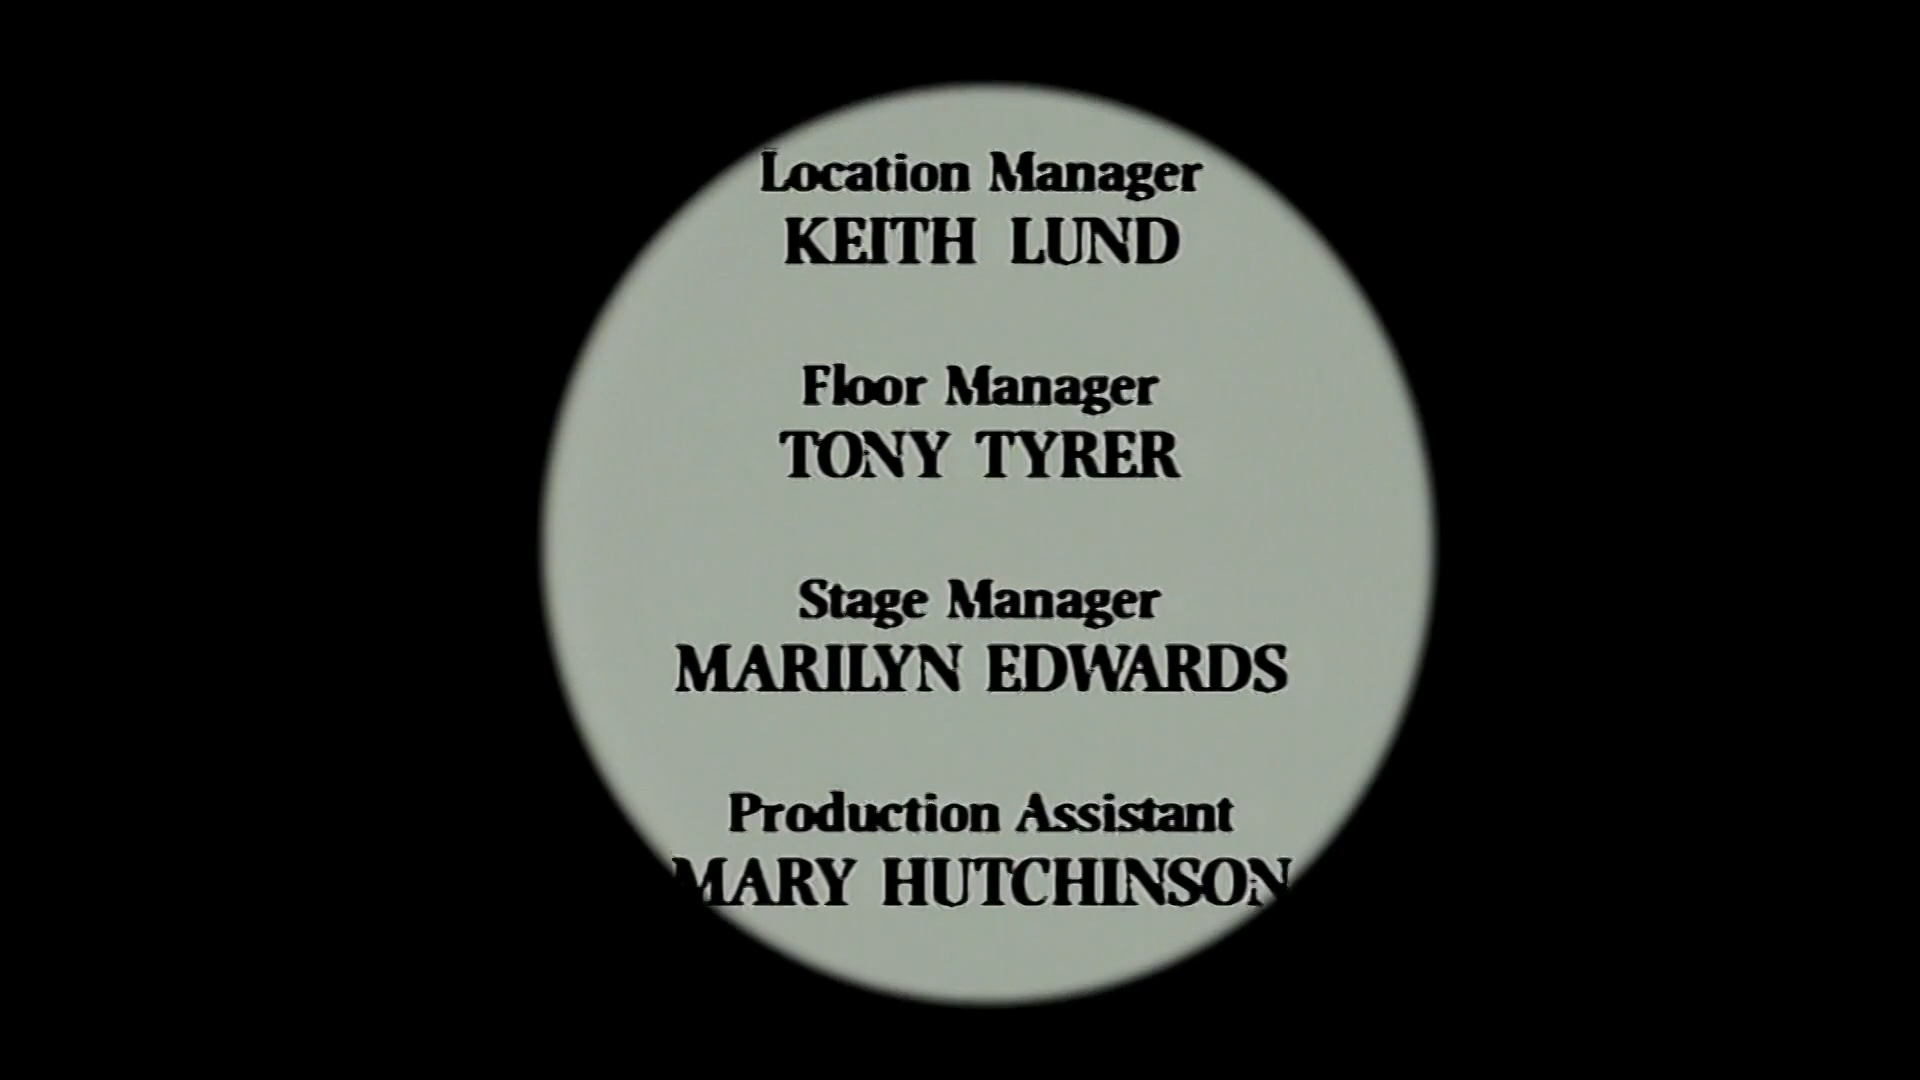 Location Manager
KEITH LUND
Floor Manager
TONY TYRER
Stage Manager
MARILYN EDWARDS
Production Assistant
MARY HUTCHINSON